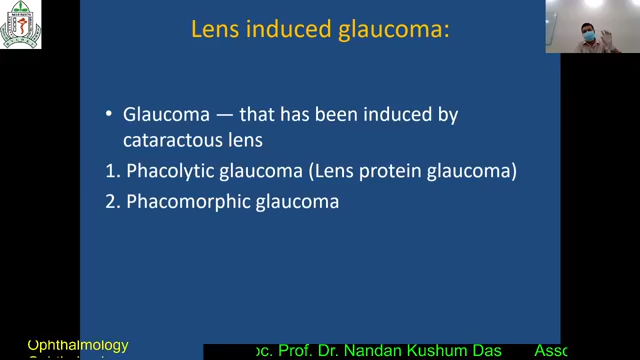 Lens induced glaucoma:
• Glaucoma — that has been induced by
cataractous lens
1. Phacolytic glaucoma (Lens protein glaucoma)
2. Phacomorphic glaucoma
Ophthalmology
oc. Prof. Dr. Nandan Kushum Das Asso